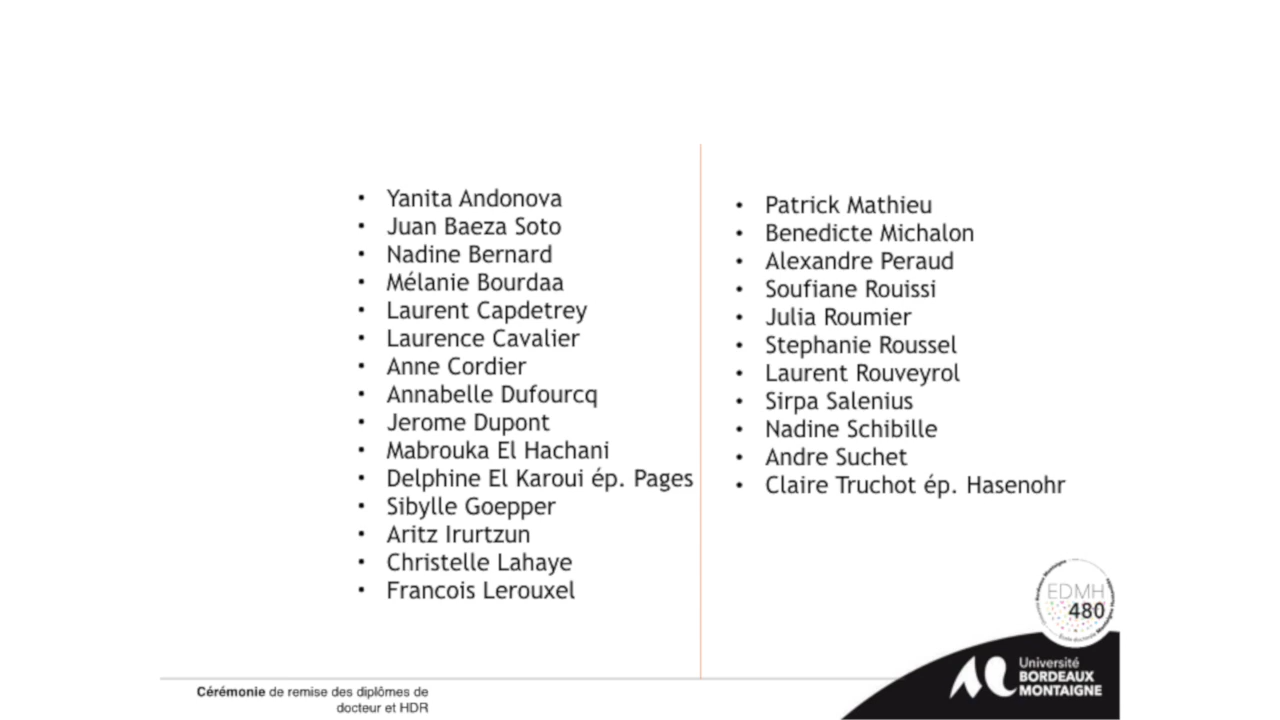 • Yanita Andonova
• Juan Baeza Soto
• Nadine Bernard
• Mélanie Bourdaa
• Laurent Capdetrey
• Laurence Cavalier
• Anne Cordier
• Annabelle Dufourcq
• Jerome Dupont
• Mabrouka El Hachani
• Delphine El Karoui ép. Pages
• Sibylle Goepper
• Aritz Irurtzun
• Christelle Lahaye
• Francois Lerouxel
• Patrick Mathieu
• Benedicte Michalon
• Alexandre Peraud
• Soufiane Rouissi
• Julia Roumier
• Stephanie Roussel
• Laurent Rouveyrol
• Sirpa Salenius
• Nadine Schibille
• Andre Suchet
• Claire Truchot ép. Hasenohr
EDMH
480
Université
BORDEAUX
MONTAIGNE
Cérémonie de remise des diplômes de
docteur et HDR